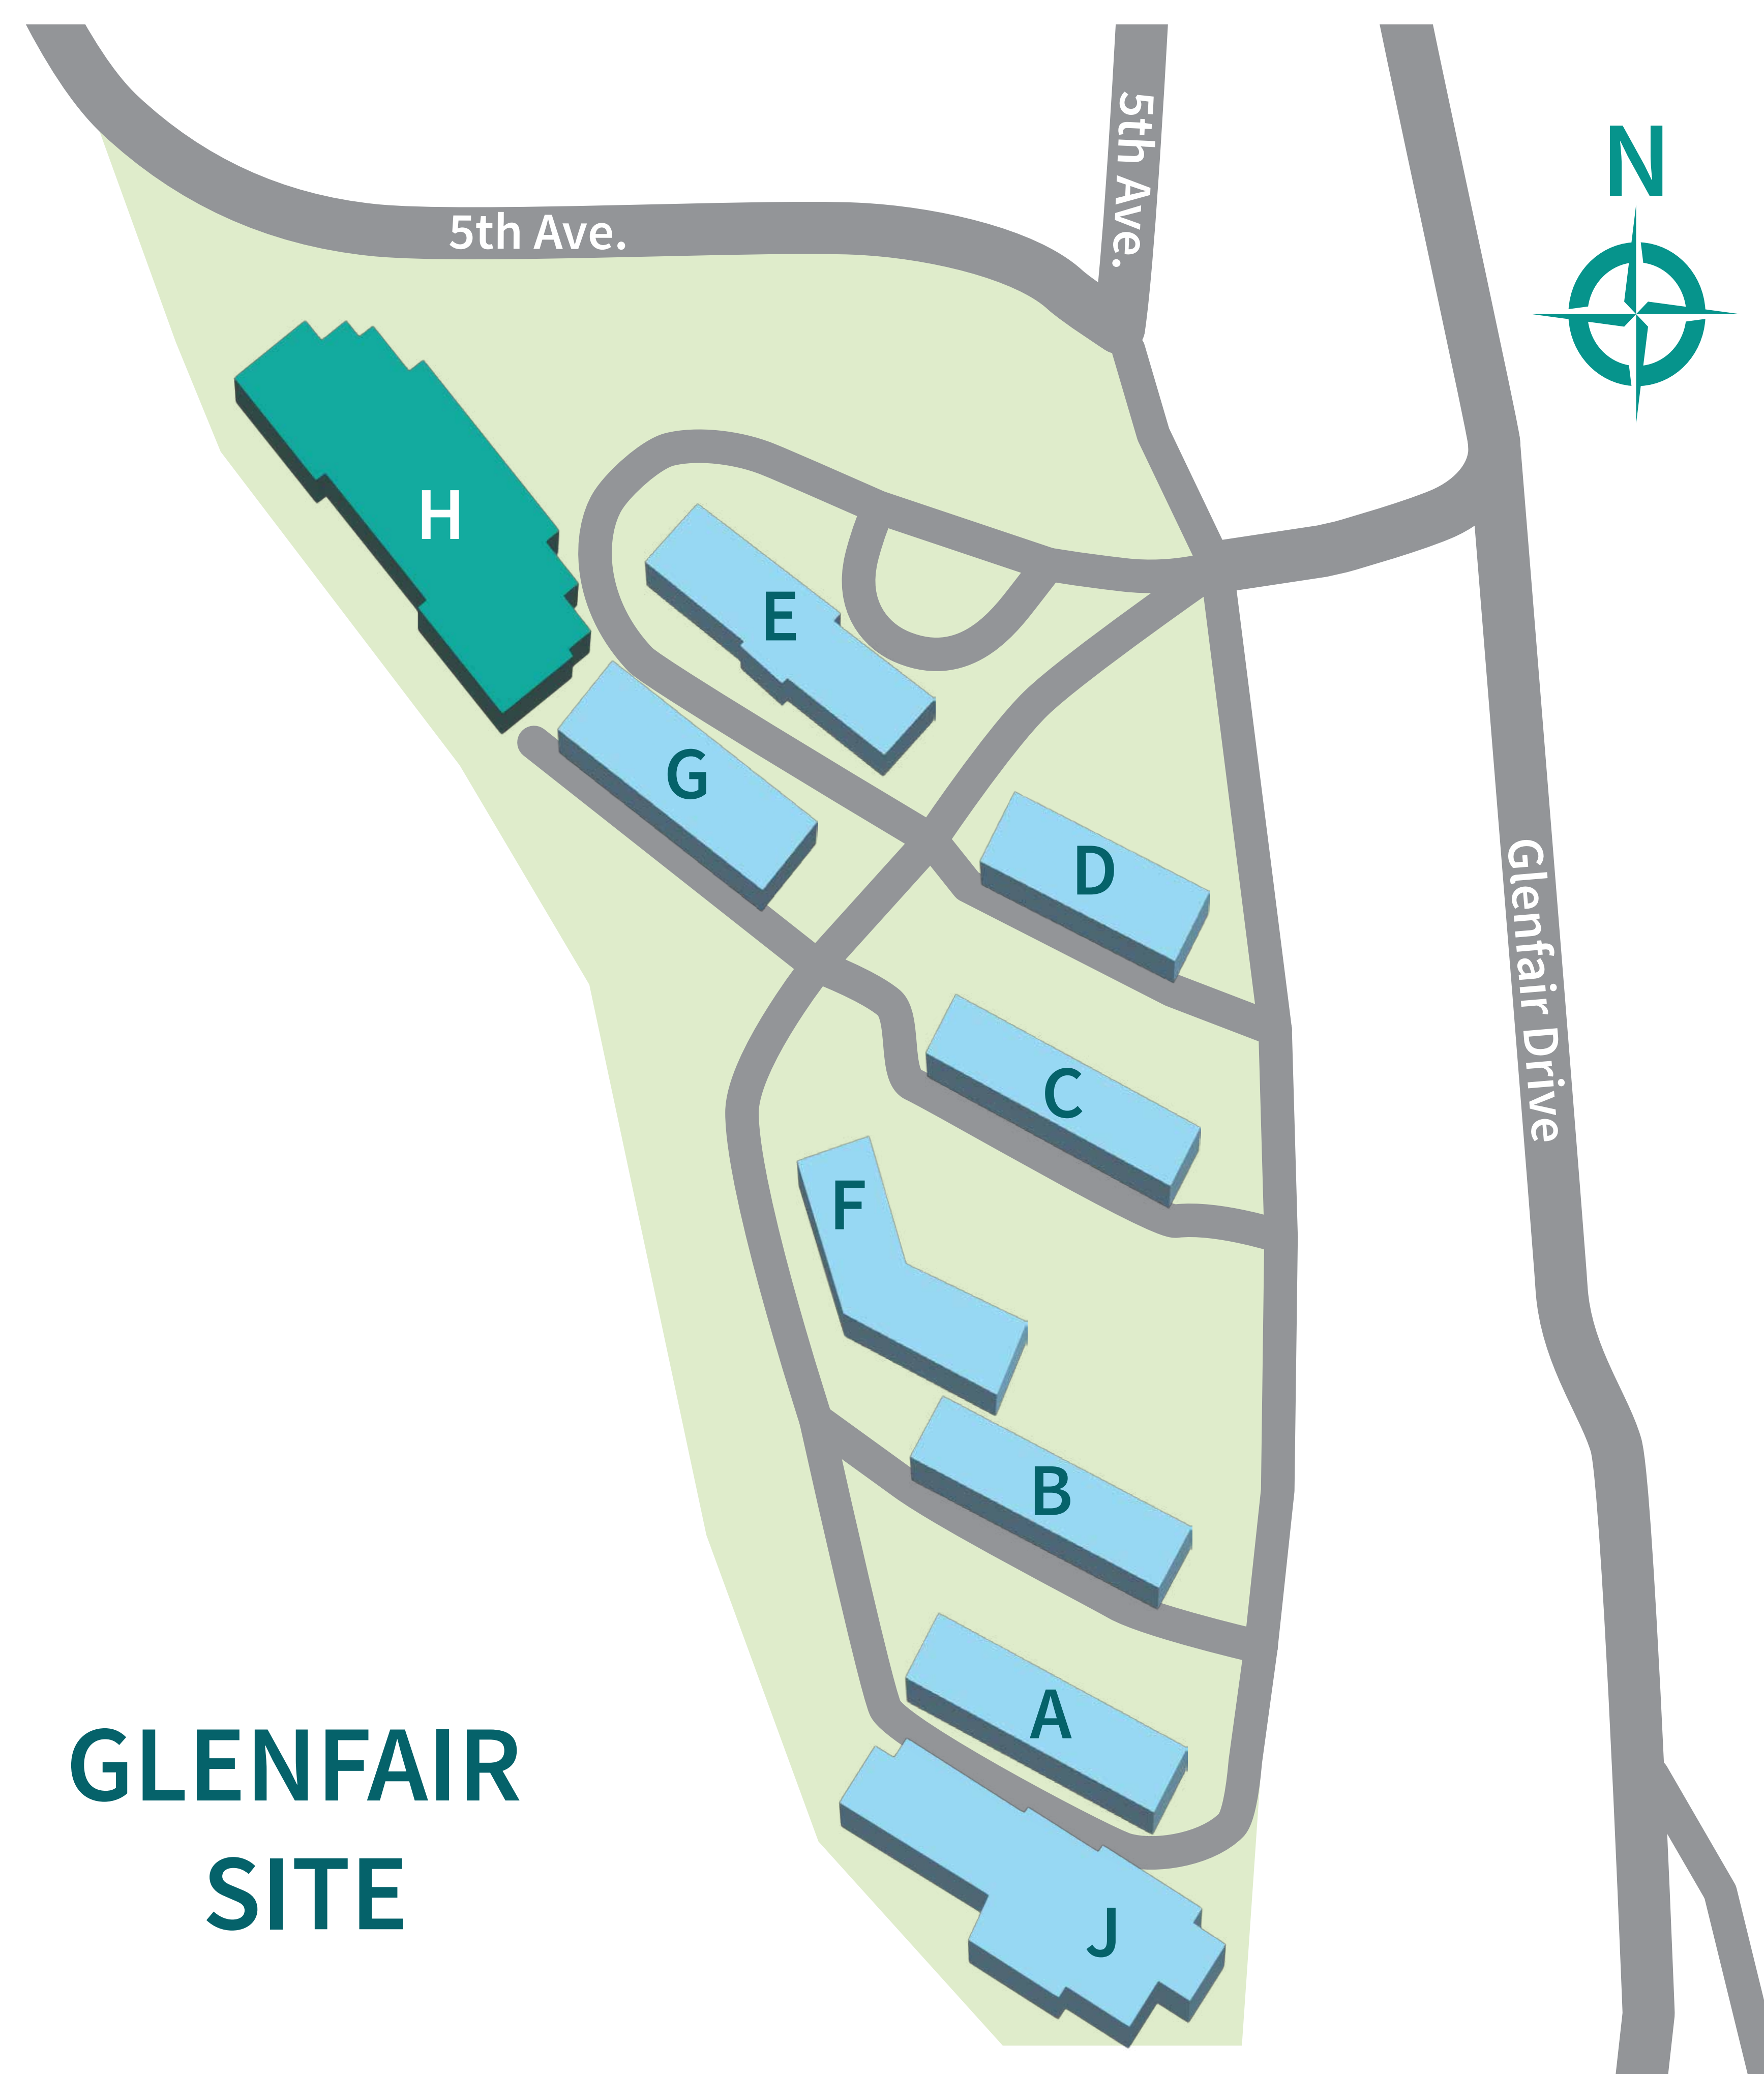 5th Ave.
N
5th Ave.
H
E
G
D
Glenfair Drive
C
F
B
A
J
GLENFAIR
SITE